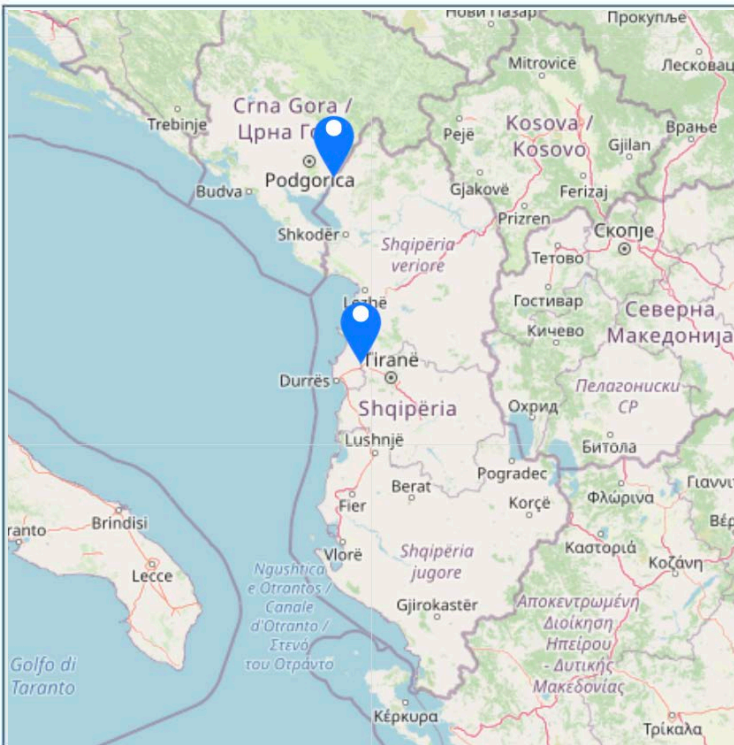 Нови Пазар
Прокупље
Mitrovicë
Лесковац
Crna Gora /
Trebinje
Kosova /
Kosovo
Pejë
Gjilan
Врање
Podgorica
Gjakovë
Ferizaj
Budva
Prizren
Скопје
Shkodër
Shqipëria
veriore
Тетово
Lezhë
Гостивар
Северна
Македонија
Кичево
Tiranë
Durrës
Shqipëria
Охрид
Пелагониски
СР
Lushnjë
Битола
Pogradec
Berat
Fier
Korçë
Φλώρινα
Brindisi
Vlorë
Καστοριά
Κοζάνη
Lecce
Shqipëria
jugore
Ngushtica
e Otrantos /
Canale
d'Otranto /
Στενό
του Οτράντο
Gjirokastër
Αποκεντρωμένη
Διοίκηση
Ηπείρου
- Δυτικής
Μακεδονίας
Golfo di
Taranto
Κέρκυρα
Τρίκαλα